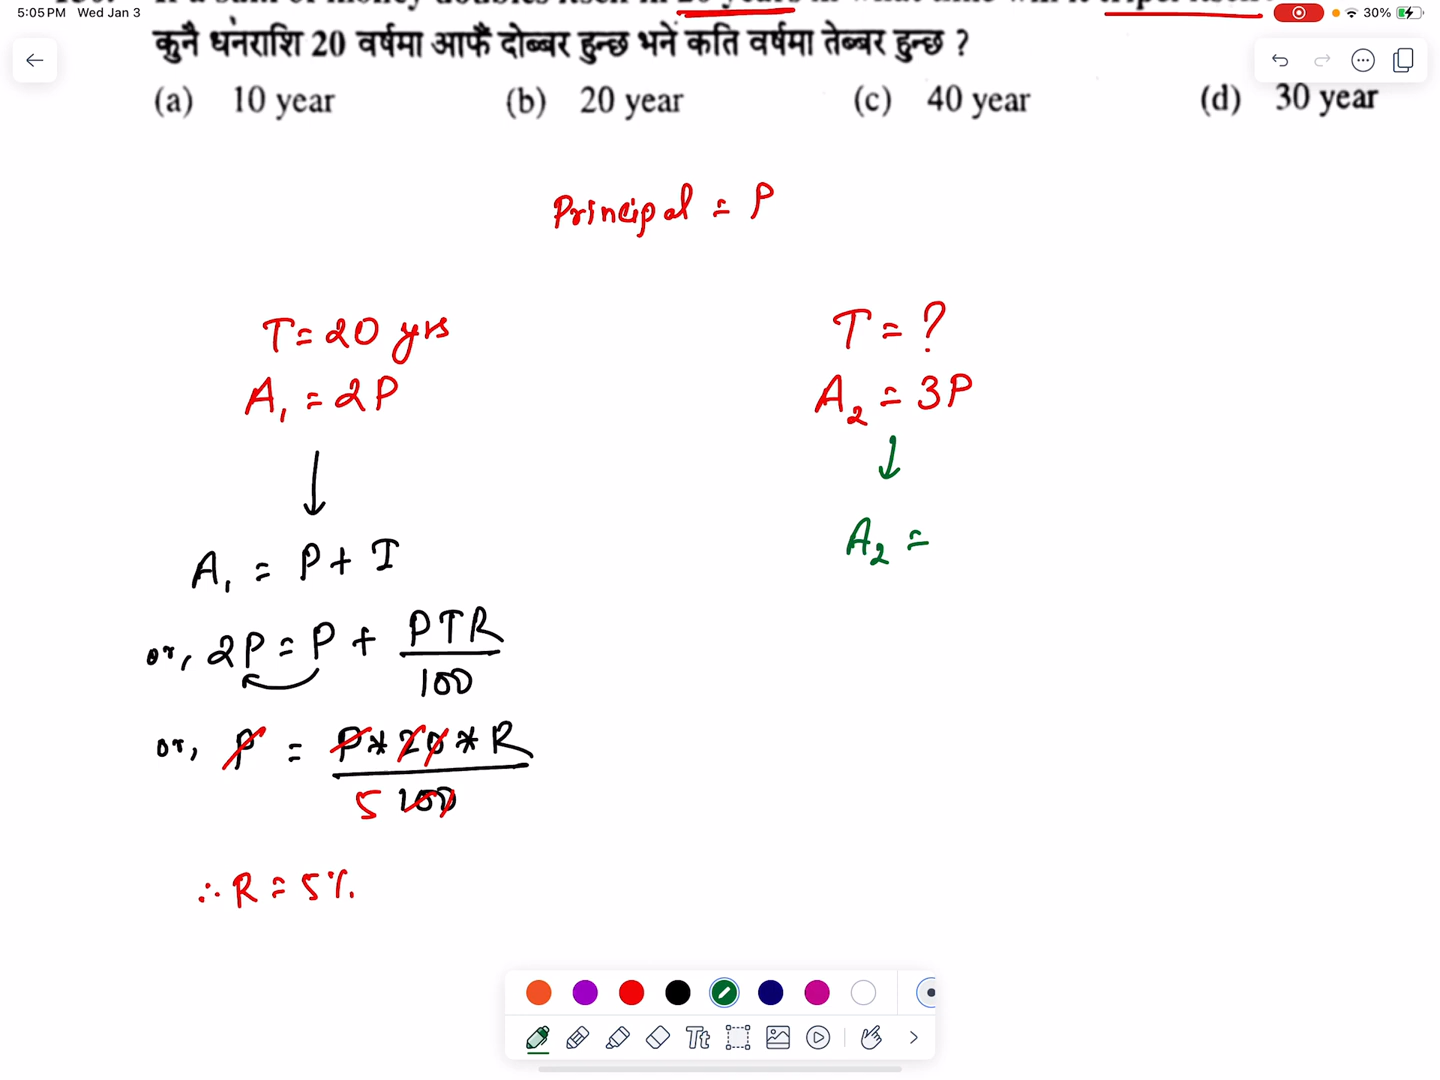 5:05 PM Wed Jan 3
30%
कुनै धनराशि 20 वर्षमा आफैं दोब्बर हुन्छ भने कति वर्षमा तेब्बर हुन्छ ?
(a) 10 year (b) 20 year (c) 40 year (d) 30 year
Principal = P
T = 20 yrs
A₁ = 2P
T = ?
A₂ = 3P
A₁ = P + I
or, 2P = P + PTR/100
or, P = P * 20 * R / 100
5
∴ R = 5%
A₂ =
Tt